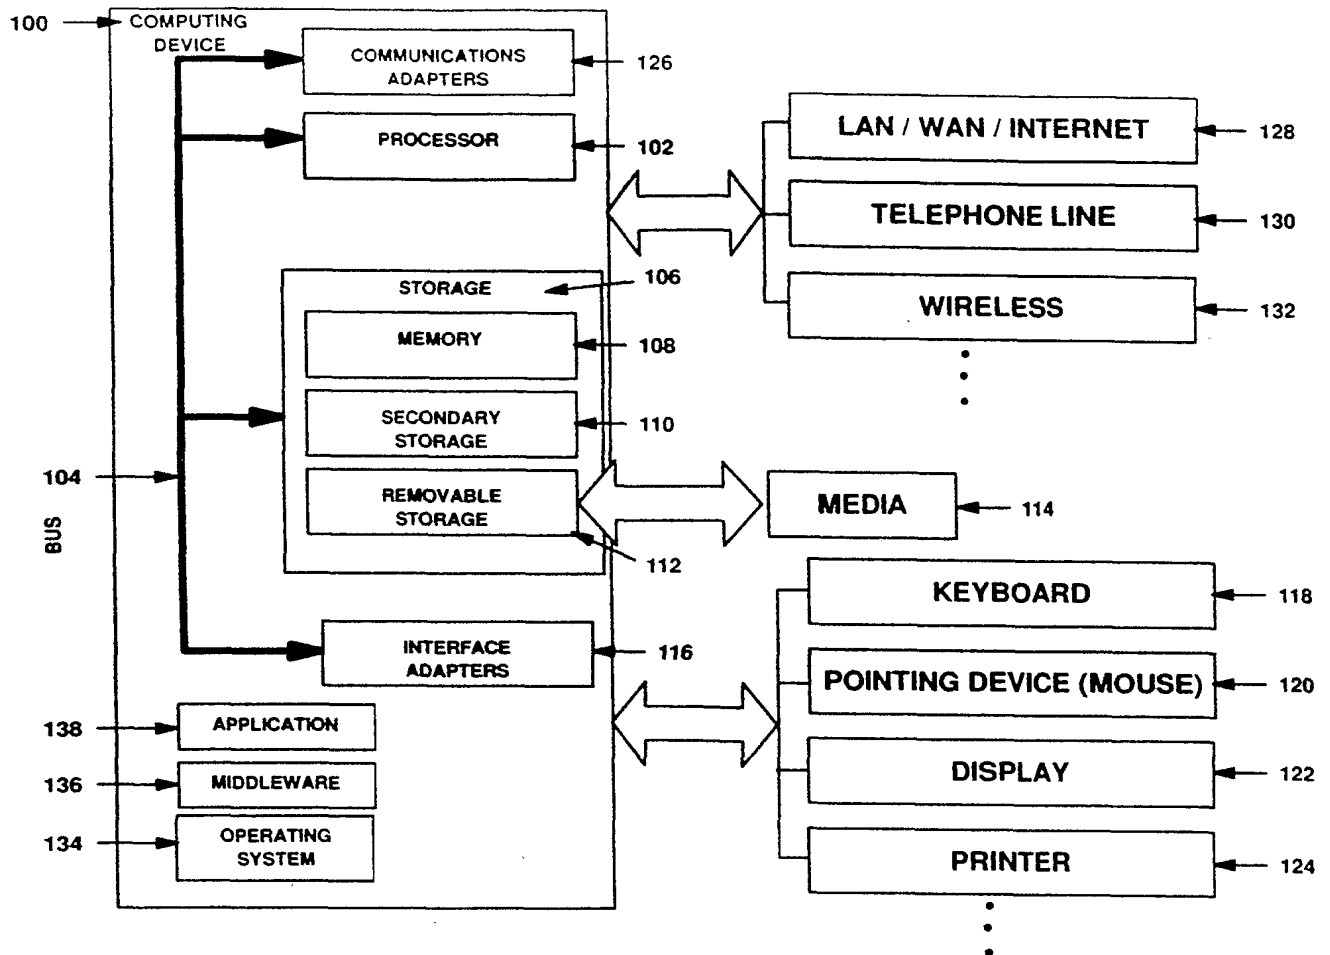 100
COMPUTING
DEVICE
COMMUNICATIONS
ADAPTERS
126
PROCESSOR
102
LAN / WAN / INTERNET
128
TELEPHONE LINE
130
WIRELESS
132
STORAGE
106
MEMORY
108
SECONDARY
STORAGE
110
REMOVABLE
STORAGE
112
104
BUS
MEDIA
114
INTERFACE
ADAPTERS
116
KEYBOARD
118
POINTING DEVICE (MOUSE)
120
DISPLAY
122
PRINTER
124
138
APPLICATION
136
MIDDLEWARE
134
OPERATING
SYSTEM